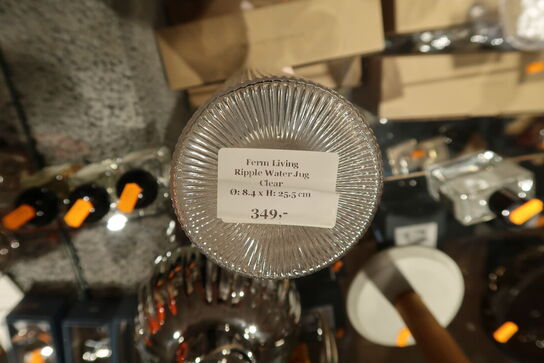 Ferm Living
Ripple Water Jug
Clear
Ø: 8.4 x H: 25.5 cm
349,-